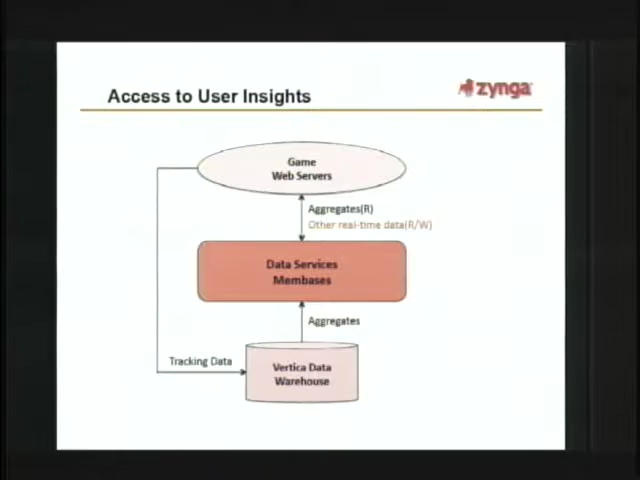 Access to User Insights
zynga
Game
Web Servers
Aggregates(R)
Other real-time data(R/W)
Data Services
Membases
Aggregates
Tracking Data
Vertica Data
Warehouse